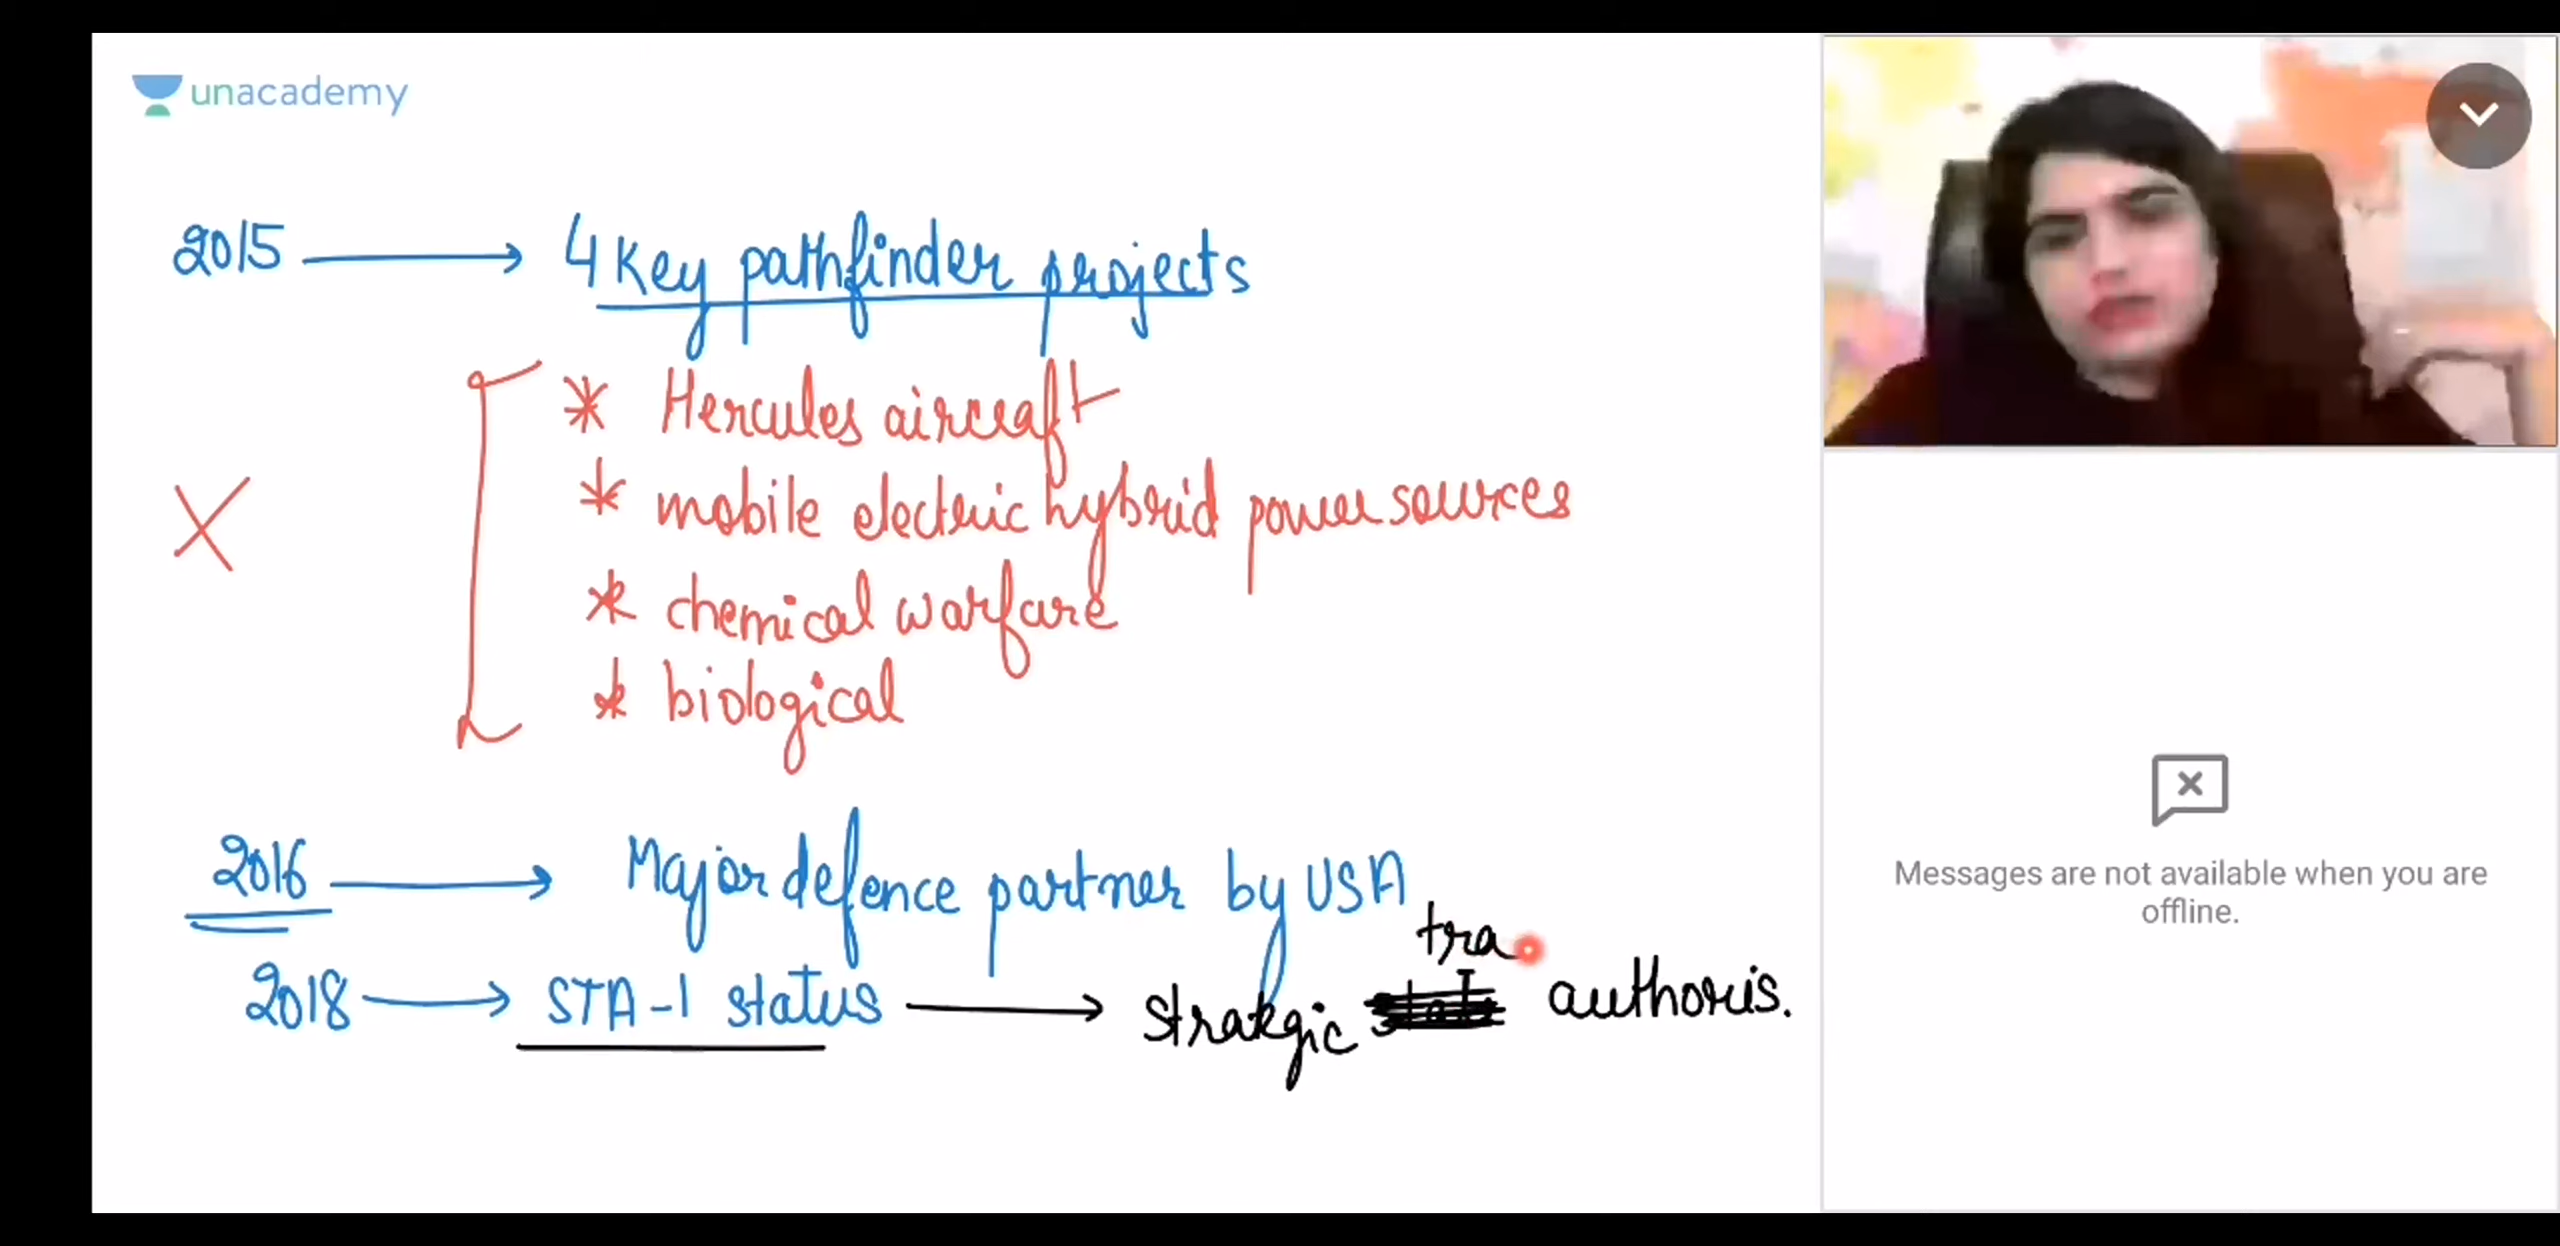 unacademy
2015 → 4 Key pathfinder projects
* Hercules aircraft
* mobile electric hybrid power sources
* chemical warfare
* biological
2016 → Major defence partner by USA
2018 → STA-1 status → strategic tra authoris.
Messages are not available when you are
offline.